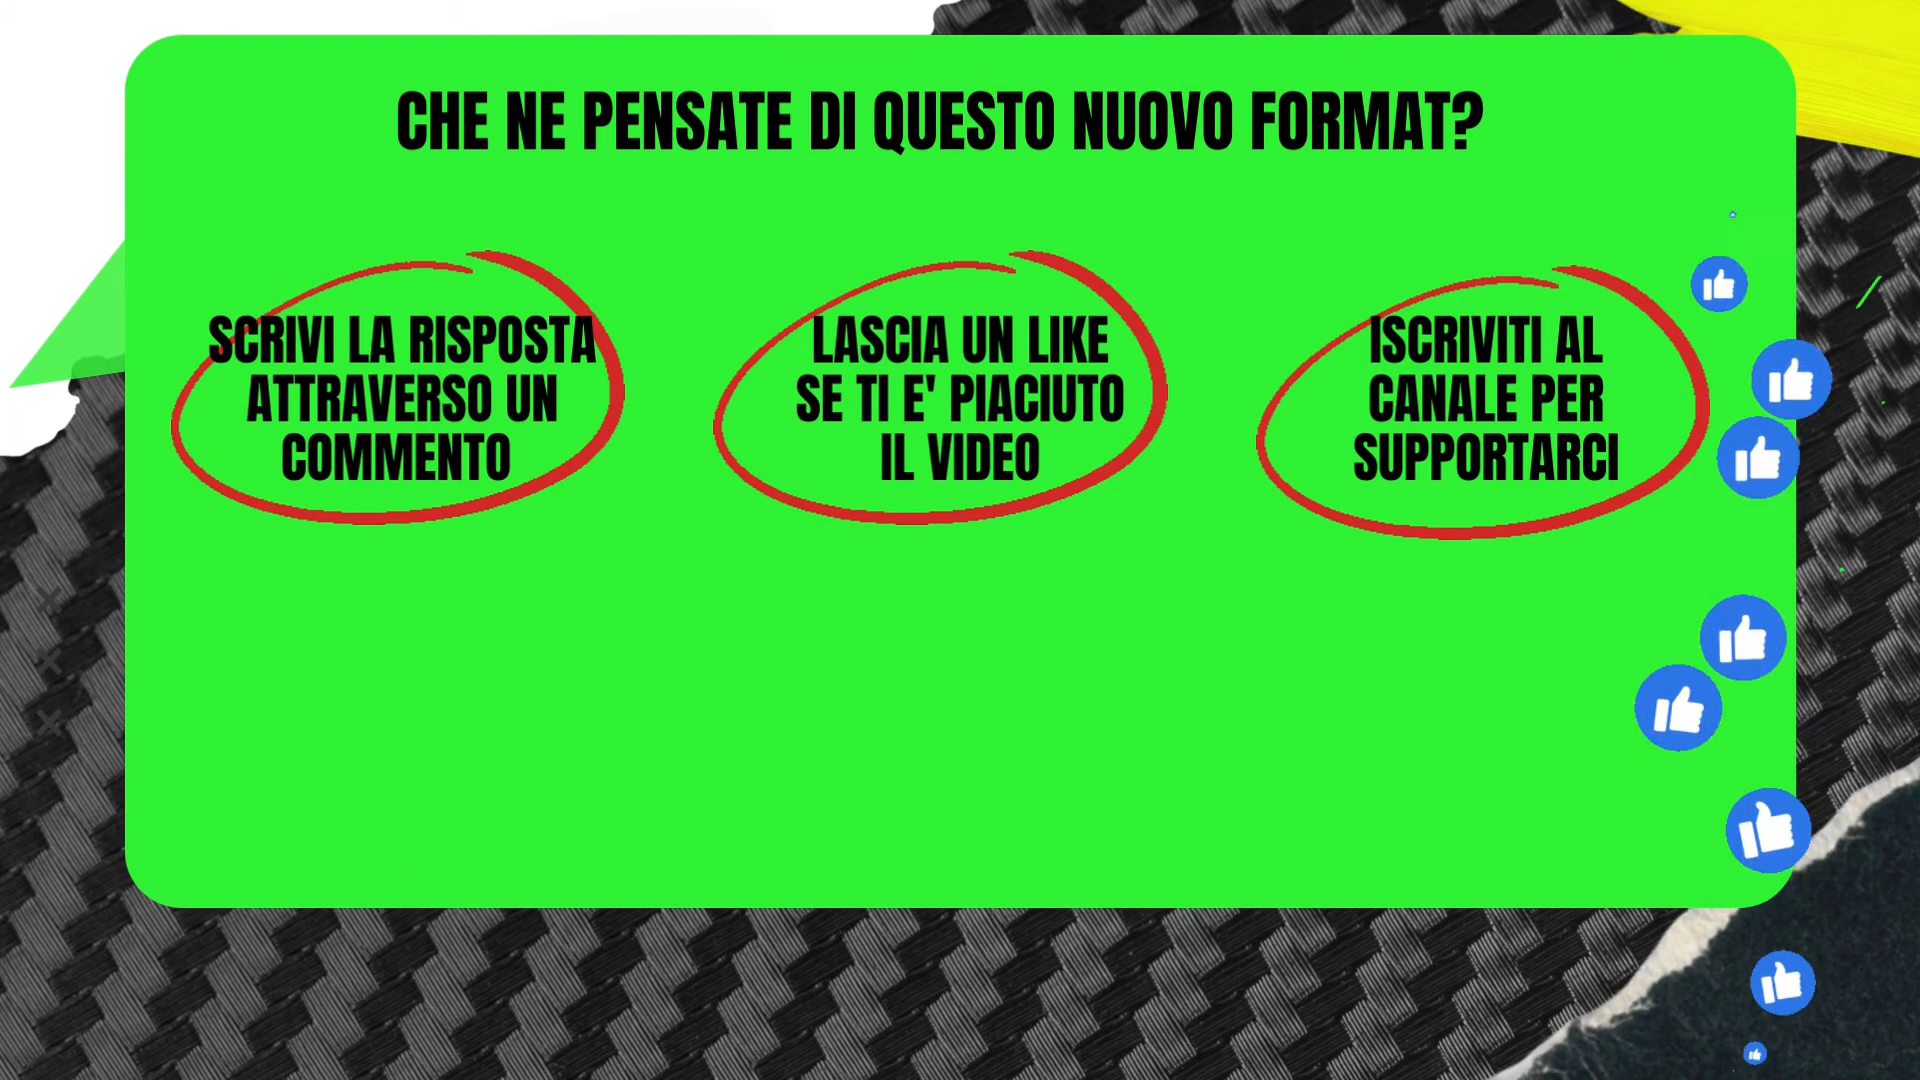 CHE NE PENSATE DI QUESTO NUOVO FORMAT?
SCRIVI LA RISPOSTA
ATTRAVERSO UN
COMMENTO
LASCIA UN LIKE
SE TI E' PIACIUTO
IL VIDEO
ISCRIVITI AL
CANALE PER
SUPPORTARCI